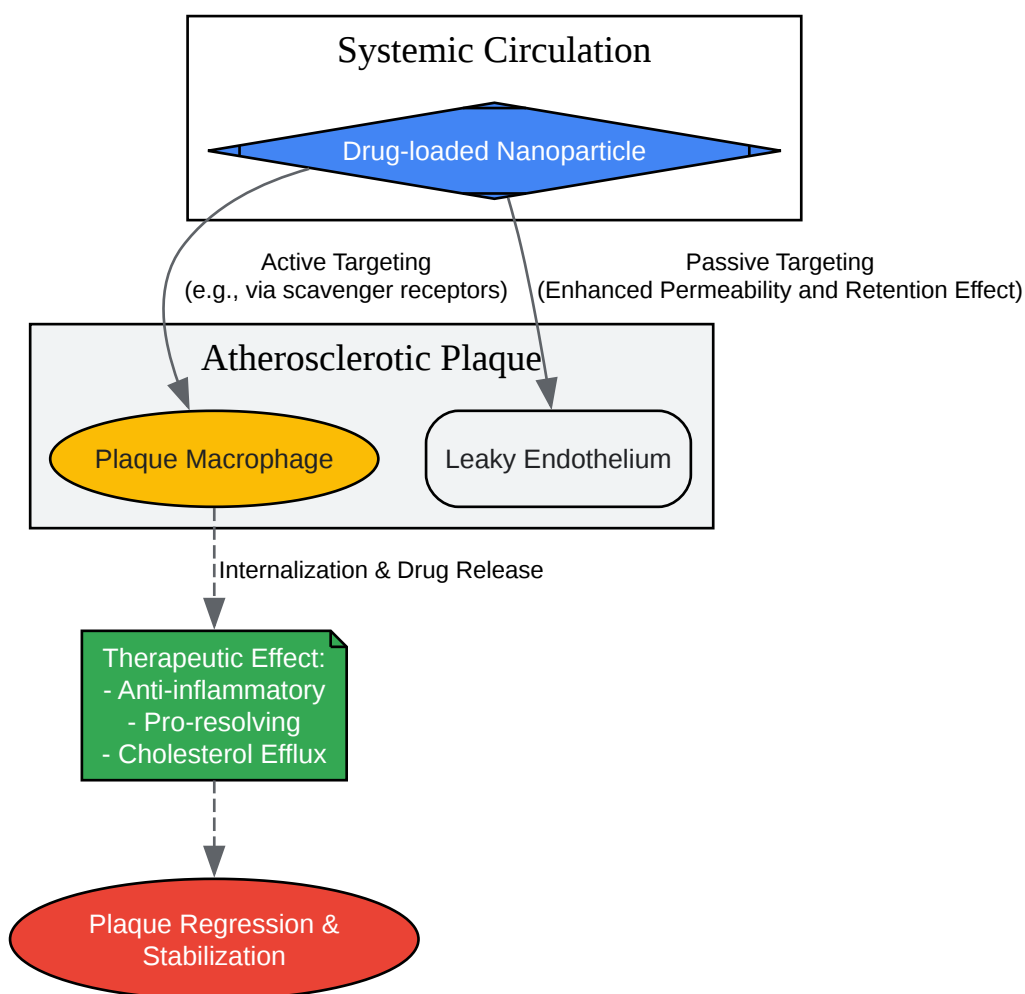 Systemic Circulation
Drug-loaded Nanoparticle
Active Targeting
(e.g., via scavenger receptors)
Passive Targeting
(Enhanced Permeability and Retention Effect)
Atherosclerotic Plaque
Plaque Macrophage
Leaky Endothelium
Internalization & Drug Release
Therapeutic Effect:
- Anti-inflammatory
- Pro-resolving
- Cholesterol Efflux
Plaque Regression &
Stabilization